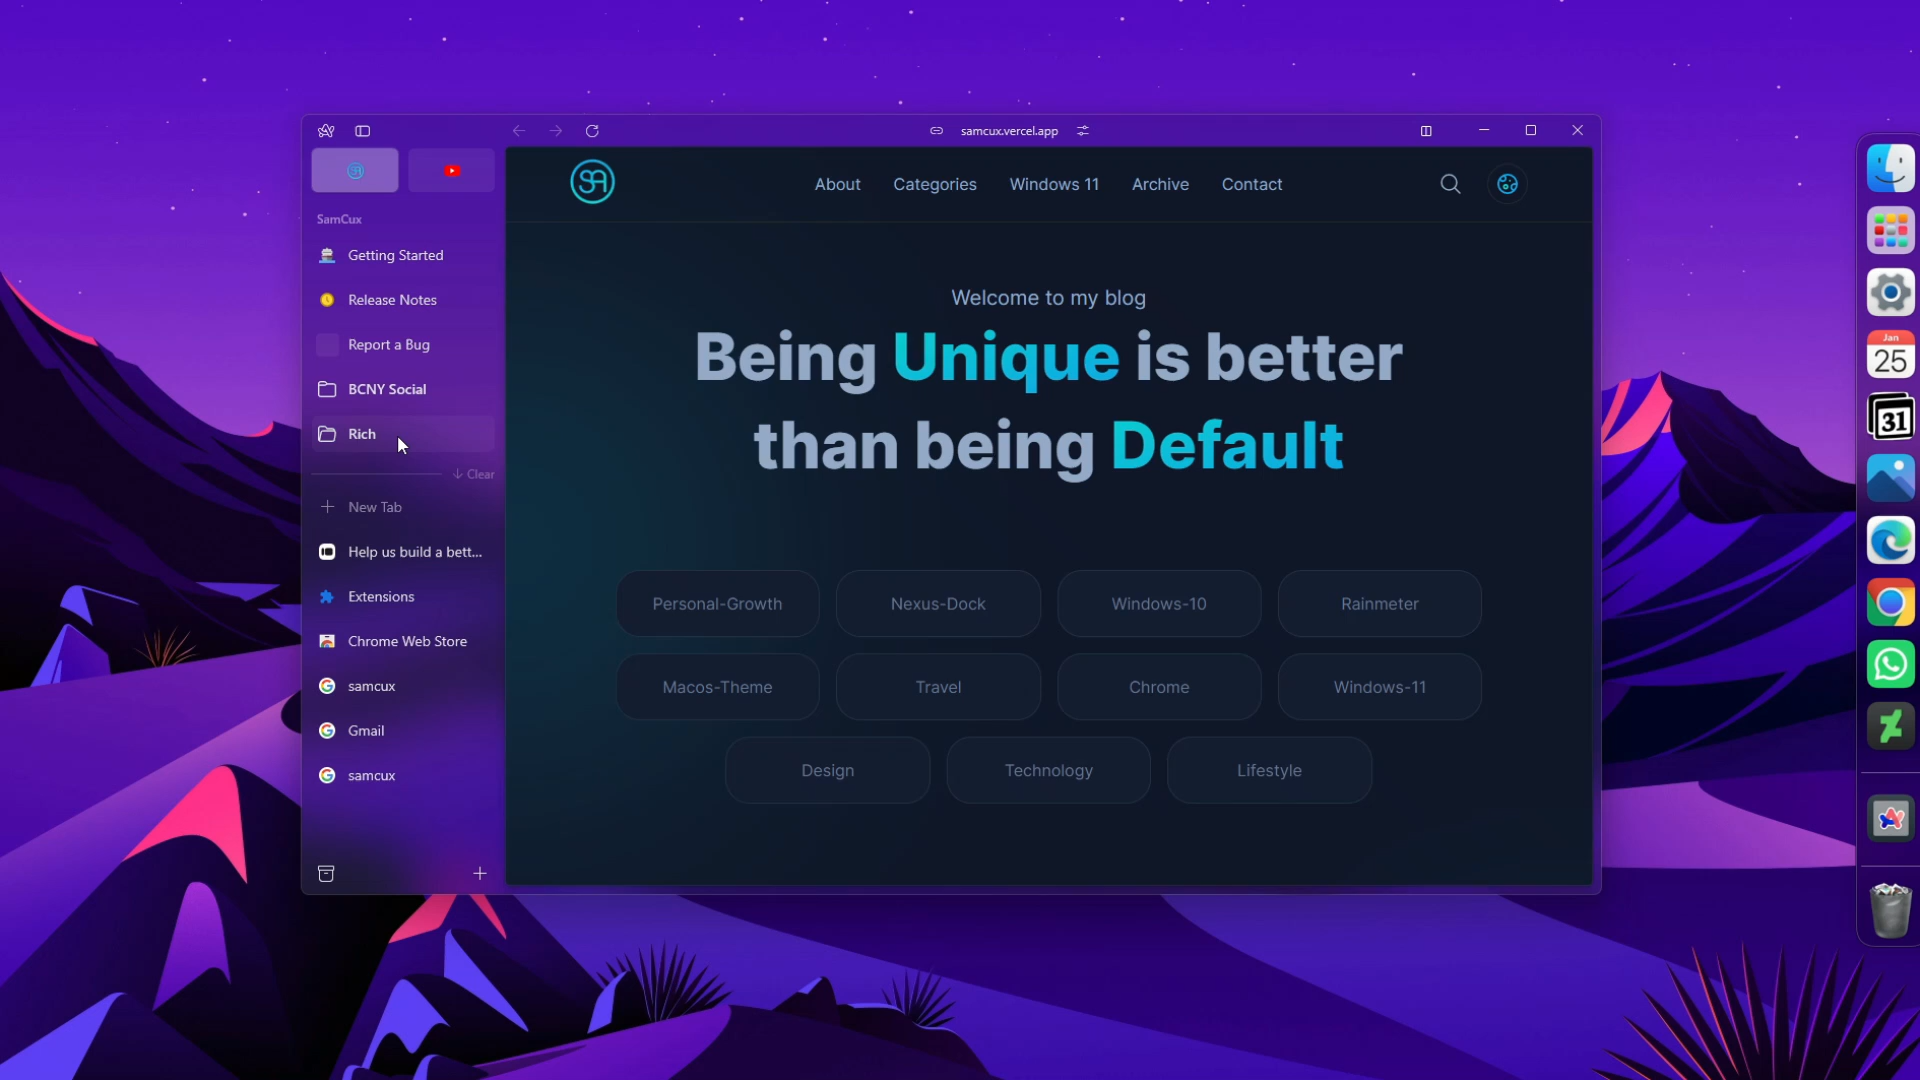 samcux.vercel.app
SamCux
Getting Started
Release Notes
Report a Bug
BCNY Social
Rich
Clear
New Tab
Help us build a bett...
Extensions
Chrome Web Store
samcux
Gmail
samcux
SA
About Categories Windows 11 Archive Contact
Welcome to my blog
Being Unique is better
than being Default
Personal-Growth Nexus-Dock Windows-10 Rainmeter
Macos-Theme Travel Chrome Windows-11
Design Technology Lifestyle
Jan
25
31